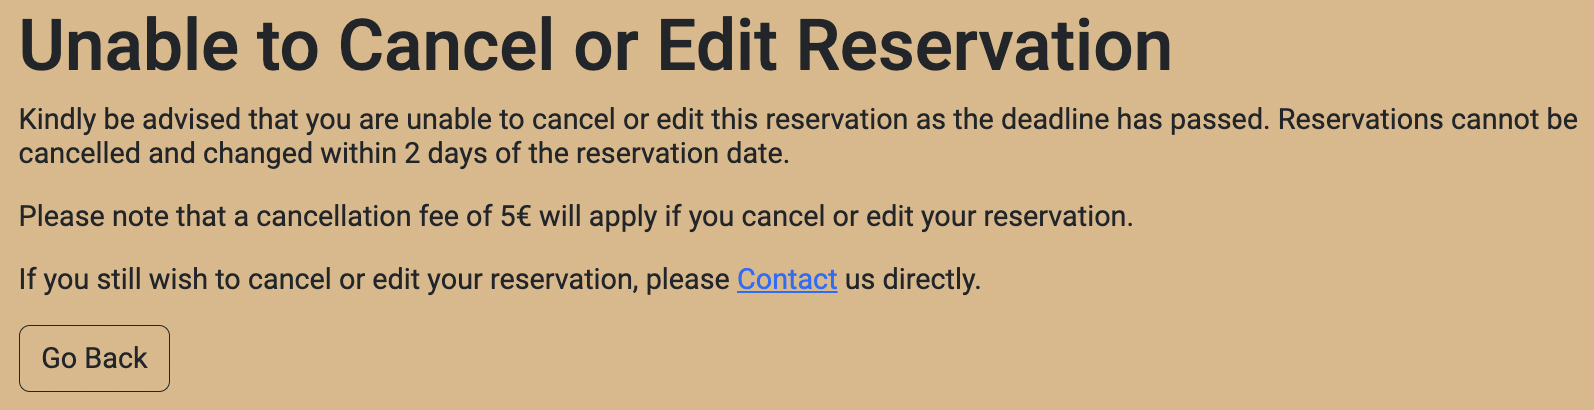 Unable to Cancel or Edit Reservation
Kindly be advised that you are unable to cancel or edit this reservation as the deadline has passed. Reservations cannot be
cancelled and changed within 2 days of the reservation date.
Please note that a cancellation fee of 5€ will apply if you cancel or edit your reservation.
If you still wish to cancel or edit your reservation, please Contact us directly.
Go Back